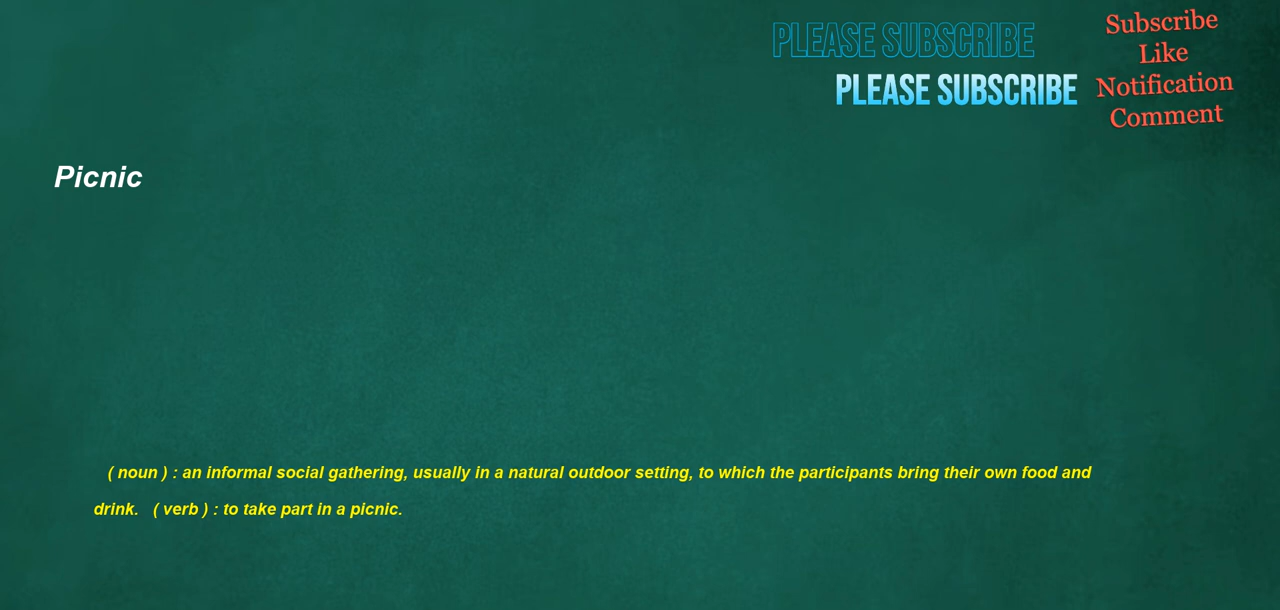 PLEASE SUBSCRIBE
PLEASE SUBSCRIBE
Subscribe
Like
Notification
Comment
Picnic
( noun ) : an informal social gathering, usually in a natural outdoor setting, to which the participants bring their own food and
drink. ( verb ) : to take part in a picnic.